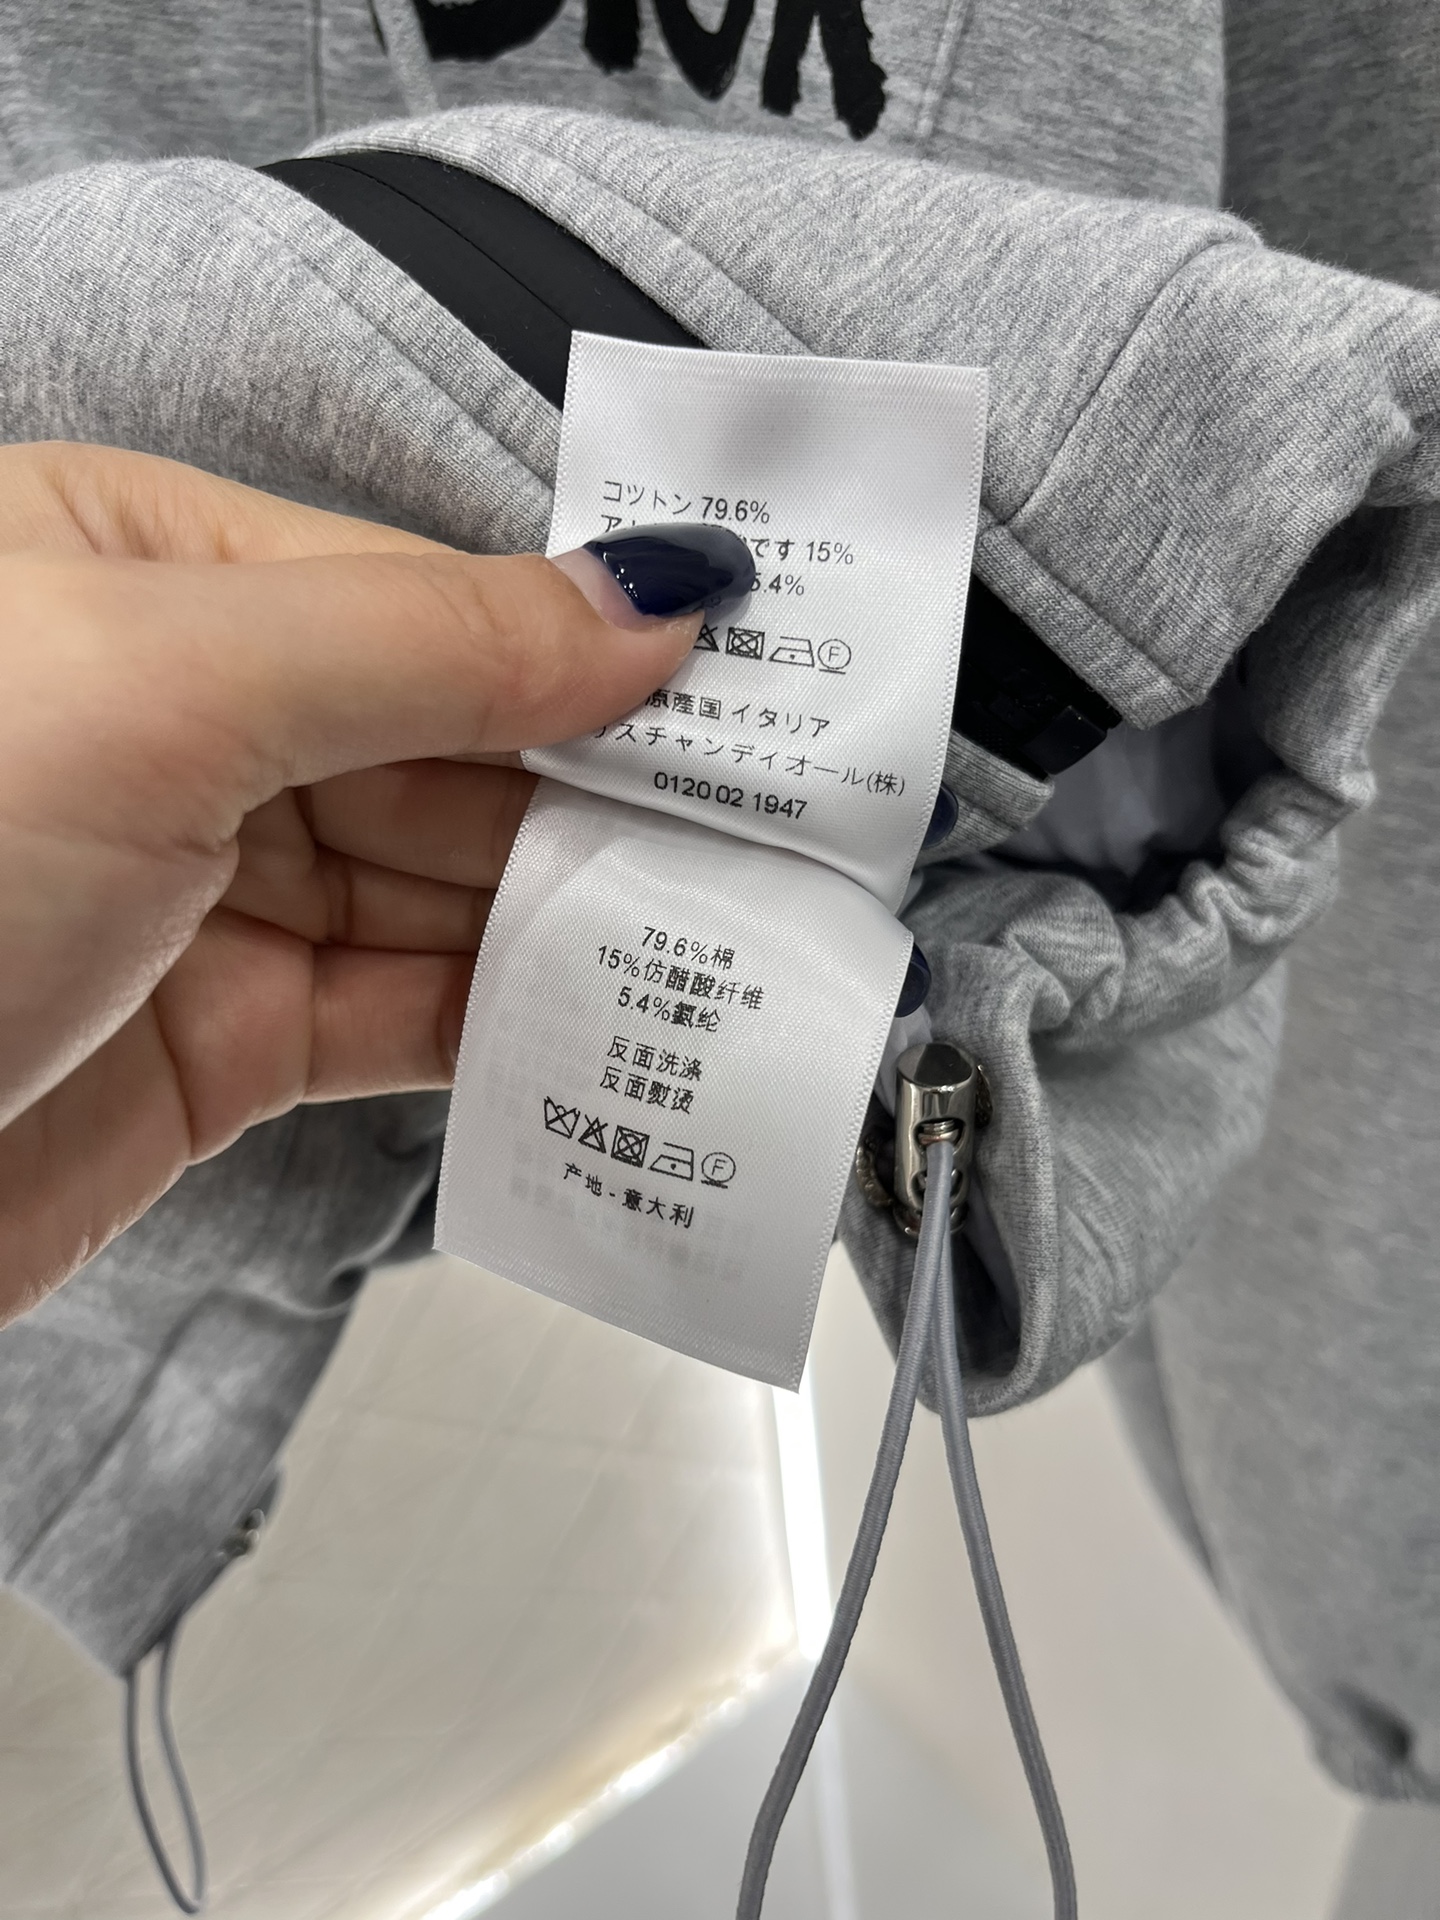 DIOR
コットン 79.6%
です 15%
5.4%
F
原産国 イタリア
スチャンディオール(株)
0120 02 1947
79.6%棉
15%仿醋酸纤维
5.4%氨纶
反面洗涤
反面熨烫
F
产地 - 意大利